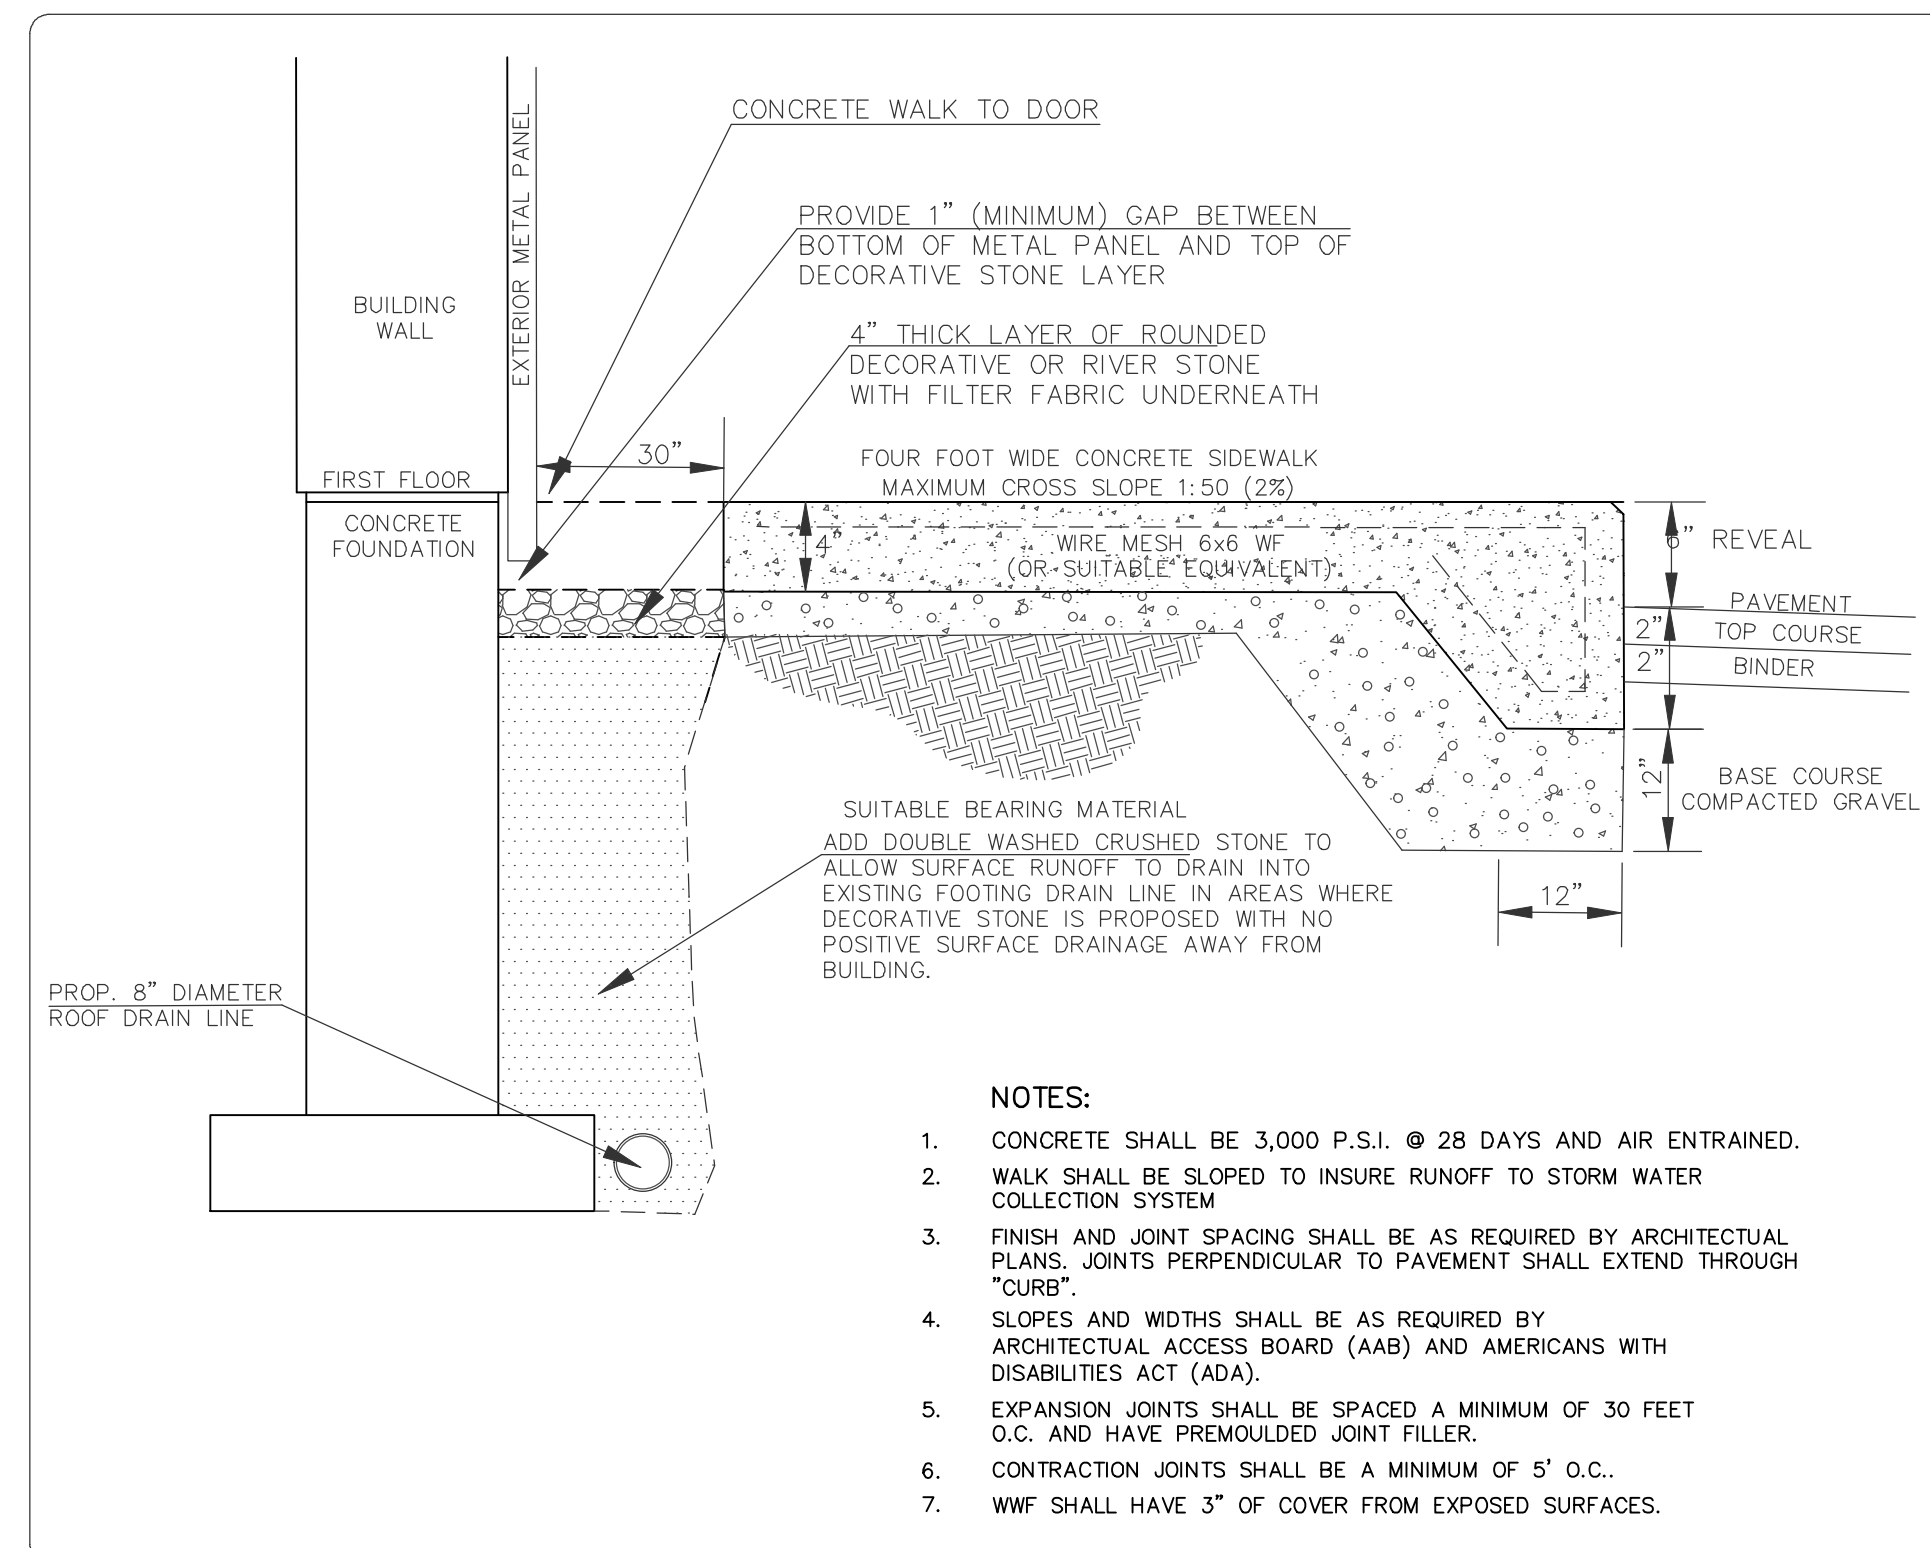 CONCRETE WALK TO DOOR
EXTERIOR METAL PANEL
PROVIDE 1" (MINIMUM) GAP BETWEEN
BOTTOM OF METAL PANEL AND TOP OF
DECORATIVE STONE LAYER
BUILDING
WALL
4" THICK LAYER OF ROUNDED
DECORATIVE OR RIVER STONE
WITH FILTER FABRIC UNDERNEATH
30"
FOUR FOOT WIDE CONCRETE SIDEWALK
MAXIMUM CROSS SLOPE 1:50 (2%)
FIRST FLOOR
CONCRETE
FOUNDATION
4"
WIRE MESH 6x6 WF
(OR SUITABLE EQUIVALENT)
6" REVEAL
PAVEMENT
2" TOP COURSE
2" BINDER
12"
BASE COURSE
COMPACTED GRAVEL
12"
SUITABLE BEARING MATERIAL
ADD DOUBLE WASHED CRUSHED STONE TO
ALLOW SURFACE RUNOFF TO DRAIN INTO
EXISTING FOOTING DRAIN LINE IN AREAS WHERE
DECORATIVE STONE IS PROPOSED WITH NO
POSITIVE SURFACE DRAINAGE AWAY FROM
BUILDING.
PROP. 8" DIAMETER
ROOF DRAIN LINE
NOTES:
1. CONCRETE SHALL BE 3,000 P.S.I. @ 28 DAYS AND AIR ENTRAINED.
2. WALK SHALL BE SLOPED TO INSURE RUNOFF TO STORM WATER
COLLECTION SYSTEM
3. FINISH AND JOINT SPACING SHALL BE AS REQUIRED BY ARCHITECTUAL
PLANS. JOINTS PERPENDICULAR TO PAVEMENT SHALL EXTEND THROUGH
"CURB".
4. SLOPES AND WIDTHS SHALL BE AS REQUIRED BY
ARCHITECTUAL ACCESS BOARD (AAB) AND AMERICANS WITH
DISABILITIES ACT (ADA).
5. EXPANSION JOINTS SHALL BE SPACED A MINIMUM OF 30 FEET
O.C. AND HAVE PREMOULDED JOINT FILLER.
6. CONTRACTION JOINTS SHALL BE A MINIMUM OF 5' O.C..
7. WWF SHALL HAVE 3" OF COVER FROM EXPOSED SURFACES.